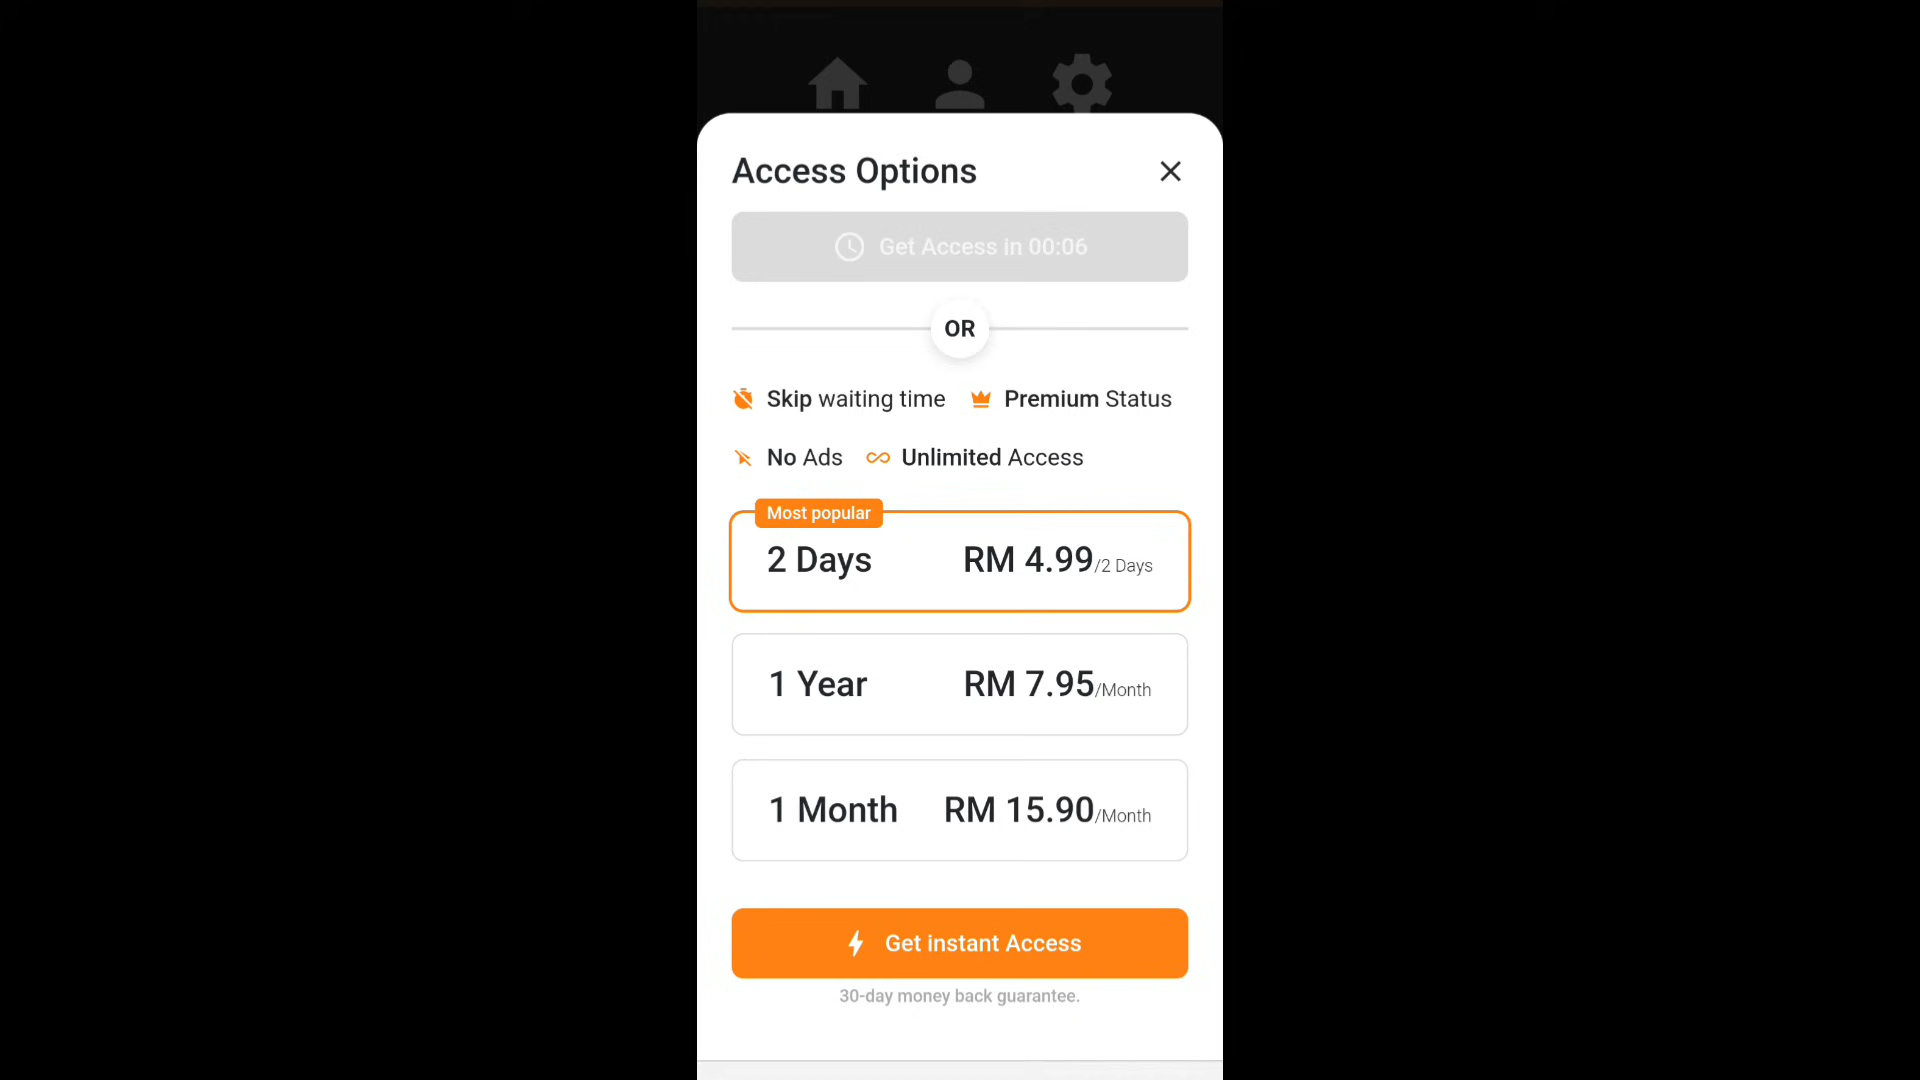 Access Options
Get Access in 00:06
OR
Skip waiting time Premium Status
No Ads Unlimited Access
Most popular
2 Days RM 4.99/2 Days
1 Year RM 7.95/Month
1 Month RM 15.90/Month
Get instant Access
30-day money back guarantee.